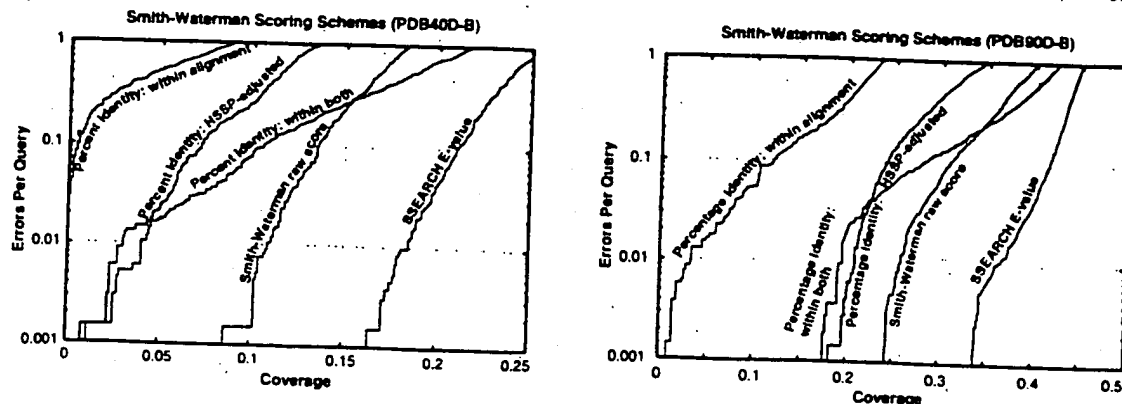 Smith-Waterman Scoring Schemes (PDB40D-B)
1
0.1
0.01
0.001
Errors Per Query
Percent Identity: within alignment
Percent Identity: HSSP-adjusted
Percent Identity: within both
Smith-Waterman raw score
SSEARCH E-value
0
0.05
0.1
0.15
0.2
0.25
Coverage
Smith-Waterman Scoring Schemes (PDB90D-B)
1
0.1
0.01
0.001
Errors Per Query
Percentage Identity: within alignment
Percentage Identity:
within both
Percentage Identity: HSSP-adjusted
Smith-Waterman raw score
SSEARCH E-value
0
0.2
0.3
0.4
0.5
Coverage